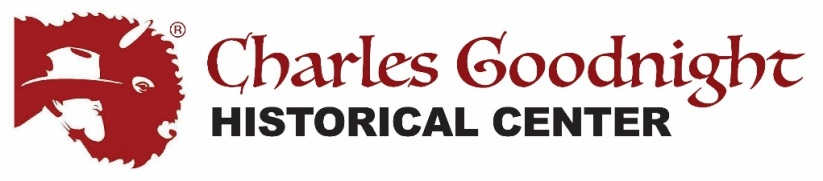 ®
Charles Goodnight
HISTORICAL CENTER